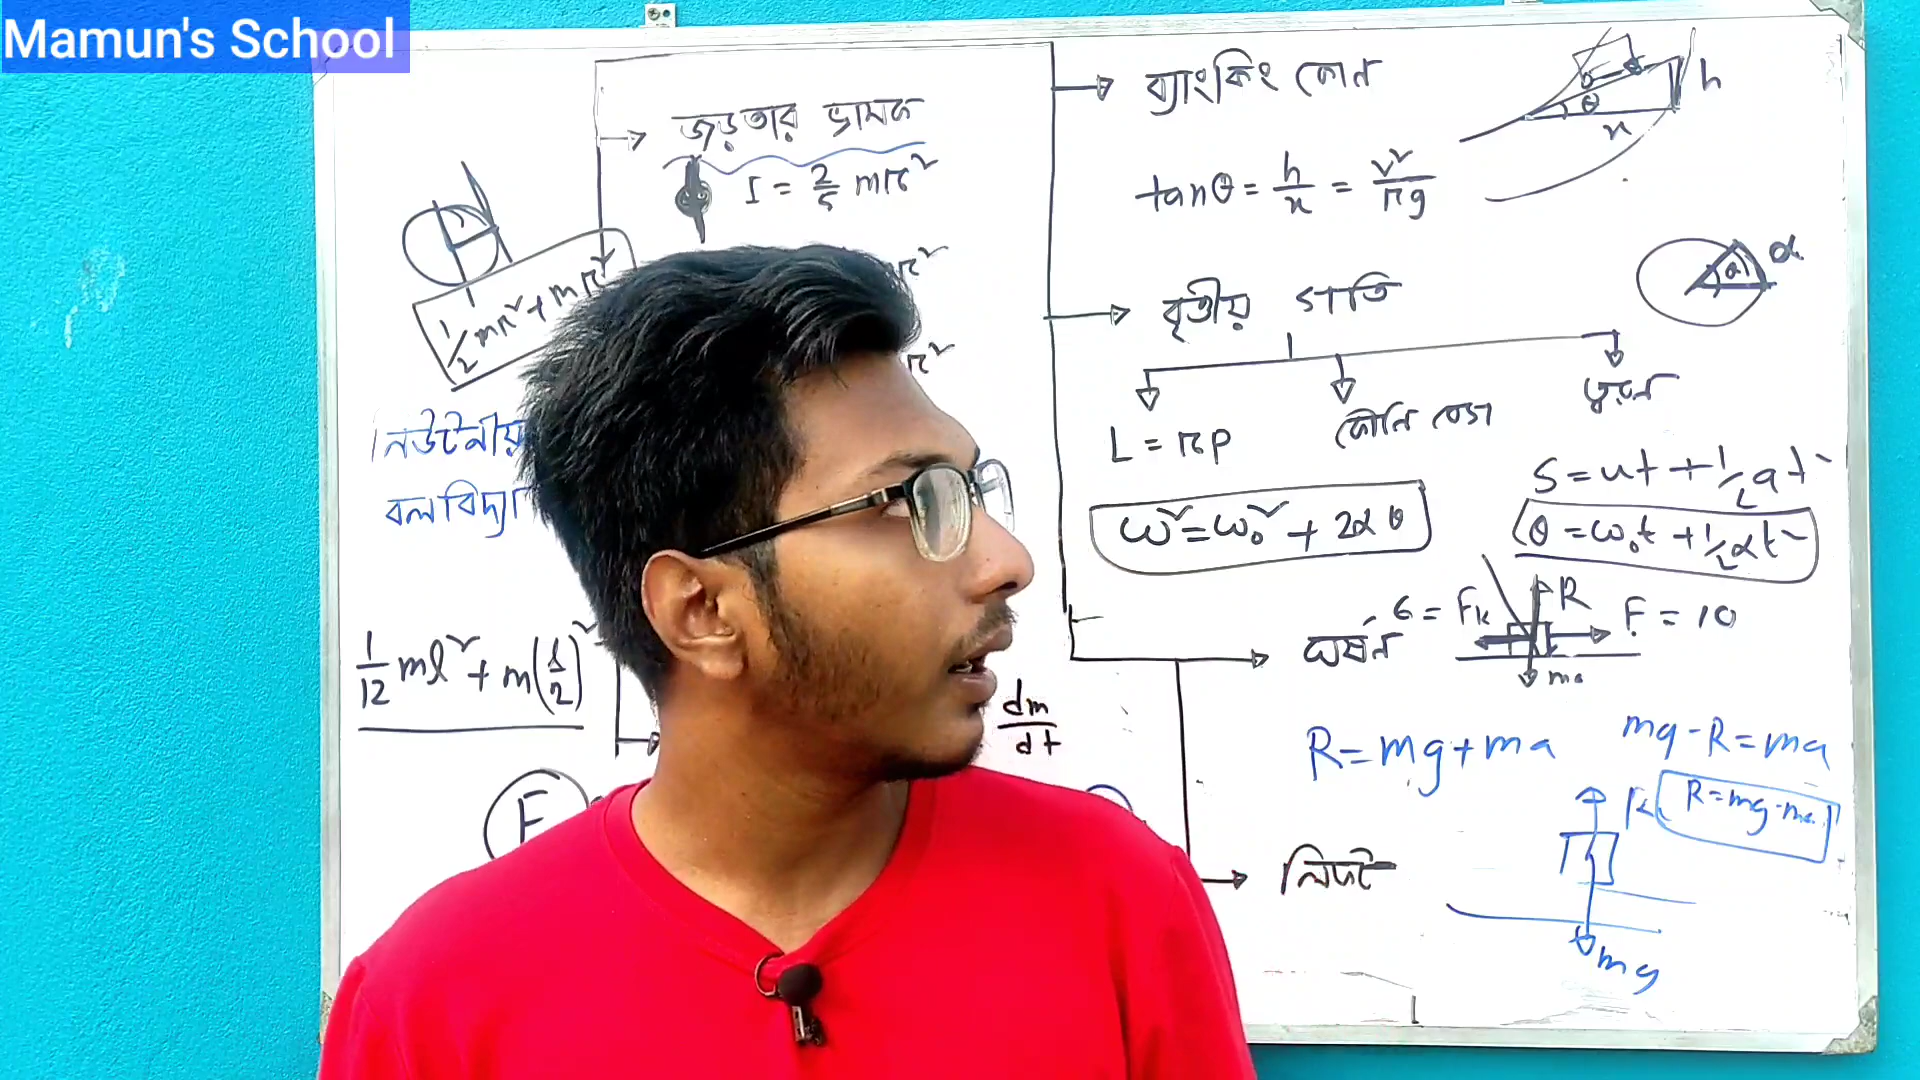 Mamun's School
জড়তার ভ্রামক
I = 2/5 mr²
1/2 mr² + mr²
নিউটনীয়
বলবিদ্যা
1/12 ml² + m(l/2)²
F
dm/dt
ব্যাংকিং কোন
h
θ
x
tanθ = h/x = v²/rg
বৃত্তীয় গতি
α
L = rp
কৌনিক বেগ
ত্বরন
S = ut + 1/2 at²
ω² = ω₀² + 2αθ
θ = ω₀t + 1/2 αt²
ঘর্ষন
6 = Fk
R
F = 10
R = mg + ma
mg - R = ma
R = mg - ma
লিফট
mg